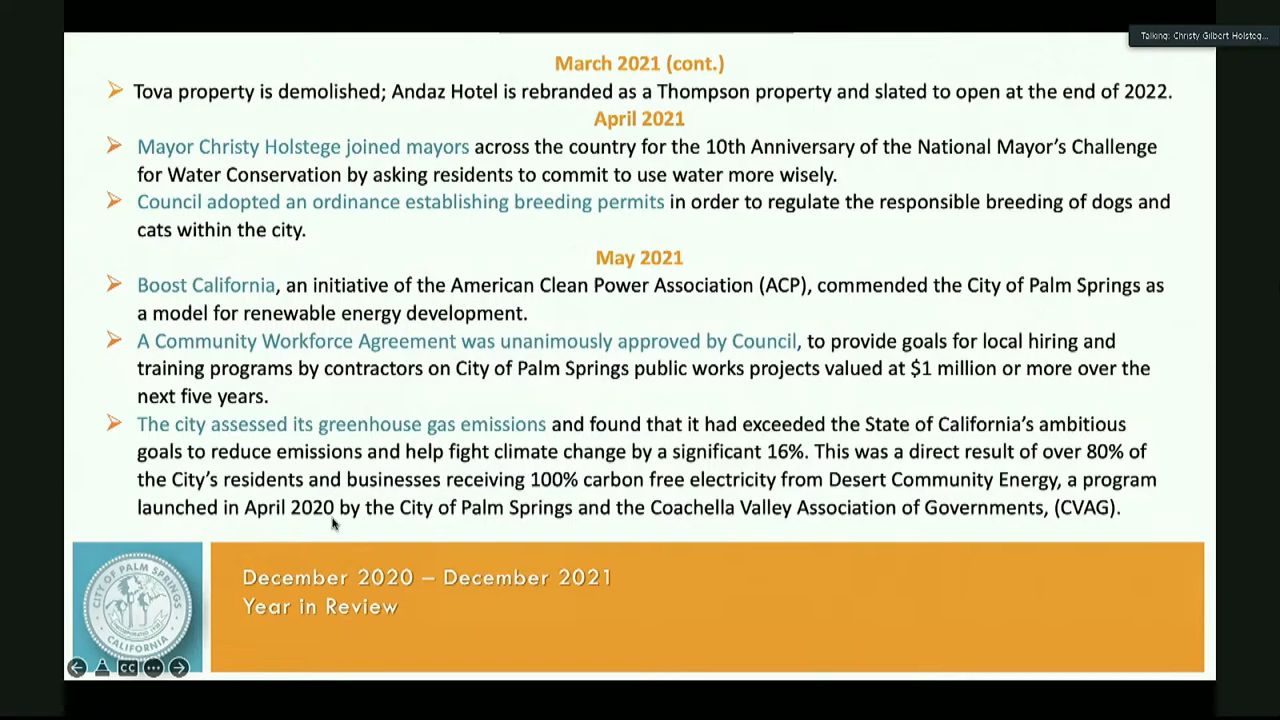 Talking: Christy Gilbert Holsteg...
March 2021 (cont.)
Tova property is demolished; Andaz Hotel is rebranded as a Thompson property and slated to open at the end of 2022.
April 2021
Mayor Christy Holstege joined mayors across the country for the 10th Anniversary of the National Mayor's Challenge
for Water Conservation by asking residents to commit to use water more wisely.
Council adopted an ordinance establishing breeding permits in order to regulate the responsible breeding of dogs and
cats within the city.
May 2021
Boost California, an initiative of the American Clean Power Association (ACP), commended the City of Palm Springs as
a model for renewable energy development.
A Community Workforce Agreement was unanimously approved by Council, to provide goals for local hiring and
training programs by contractors on City of Palm Springs public works projects valued at $1 million or more over the
next five years.
The city assessed its greenhouse gas emissions and found that it had exceeded the State of California's ambitious
goals to reduce emissions and help fight climate change by a significant 16%. This was a direct result of over 80% of
the City's residents and businesses receiving 100% carbon free electricity from Desert Community Energy, a program
launched in April 2020 by the City of Palm Springs and the Coachella Valley Association of Governments, (CVAG).
December 2020 – December 2021
Year in Review
CITY OF PALM SPRINGS
CALIFORNIA
CC